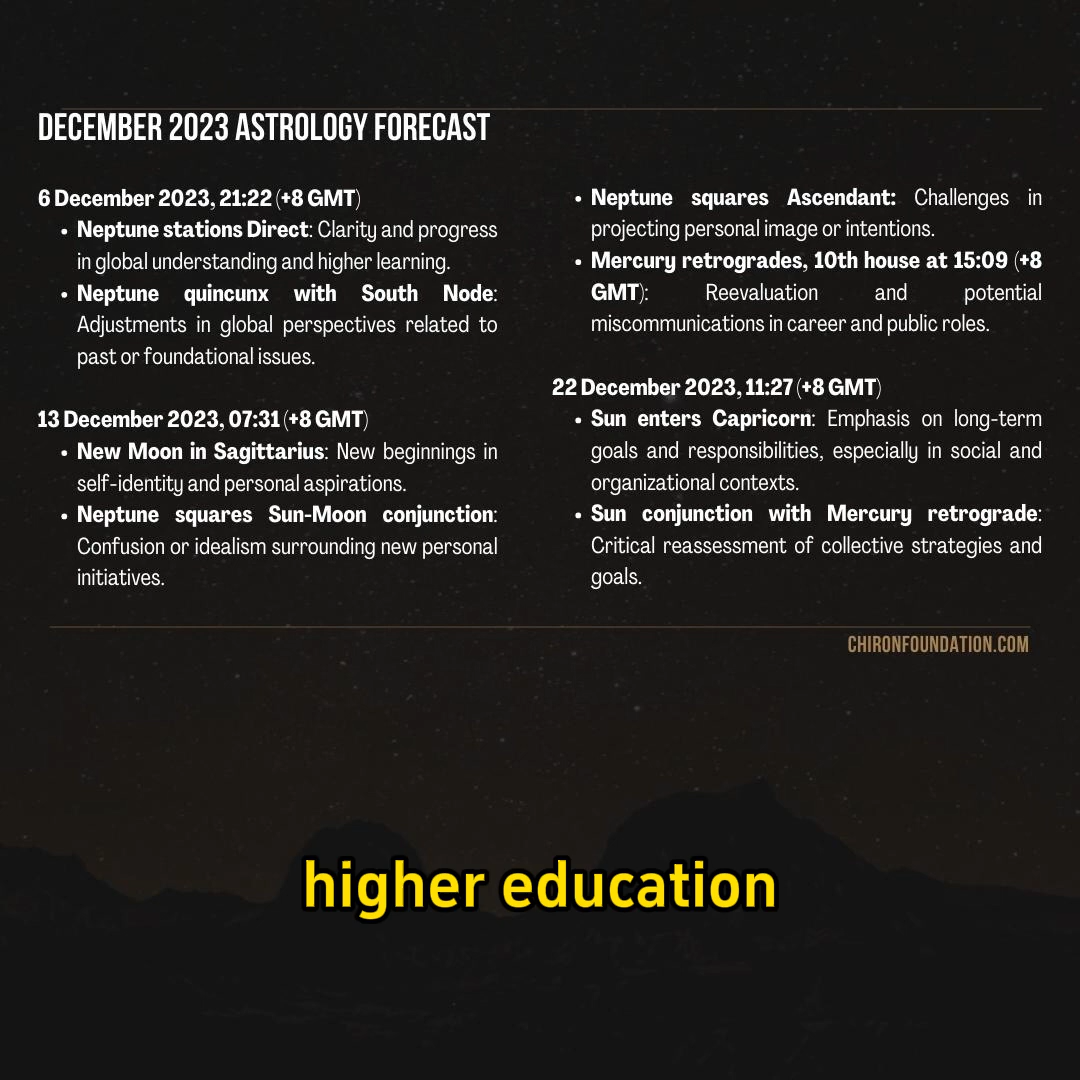 DECEMBER 2023 ASTROLOGY FORECAST
6 December 2023, 21:22 (+8 GMT)
• Neptune stations Direct: Clarity and progress
in global understanding and higher learning.
• Neptune quincunx with South Node:
Adjustments in global perspectives related to
past or foundational issues.
13 December 2023, 07:31 (+8 GMT)
• New Moon in Sagittarius: New beginnings in
self-identity and personal aspirations.
• Neptune squares Sun-Moon conjunction:
Confusion or idealism surrounding new personal
initiatives.
• Neptune squares Ascendant: Challenges in
projecting personal image or intentions.
• Mercury retrogrades, 10th house at 15:09 (+8
GMT): Reevaluation and potential
miscommunications in career and public roles.
22 December 2023, 11:27 (+8 GMT)
• Sun enters Capricorn: Emphasis on long-term
goals and responsibilities, especially in social and
organizational contexts.
• Sun conjunction with Mercury retrograde:
Critical reassessment of collective strategies and
goals.
CHIRONFOUNDATION.COM
higher education